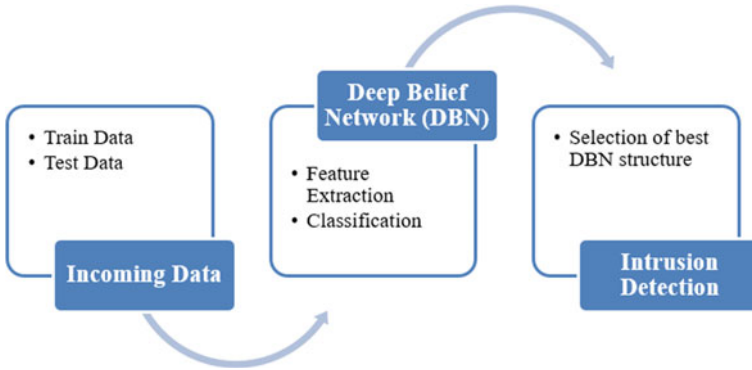 • Train Data
• Test Data
Incoming Data
Deep Belief
Network (DBN)
• Feature
Extraction
• Classification
• Selection of best
DBN structure
Intrusion
Detection